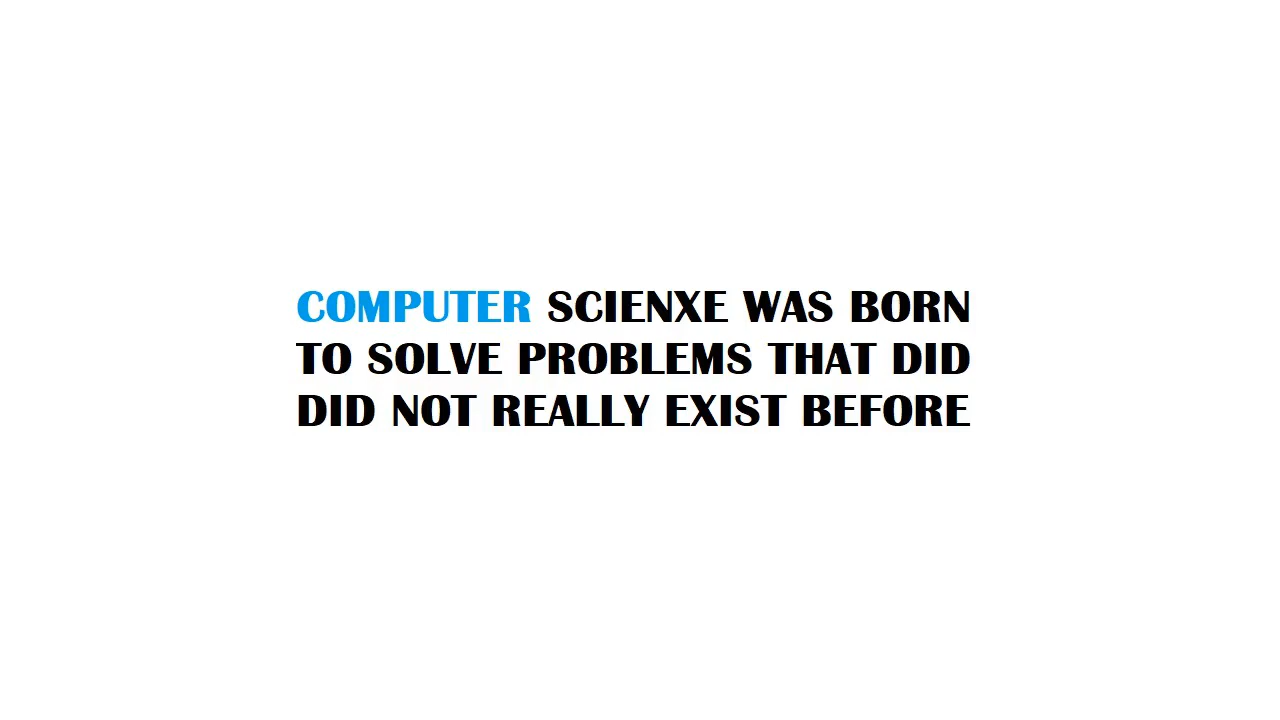 COMPUTER SCIENXE WAS BORN
TO SOLVE PROBLEMS THAT DID
DID NOT REALLY EXIST BEFORE